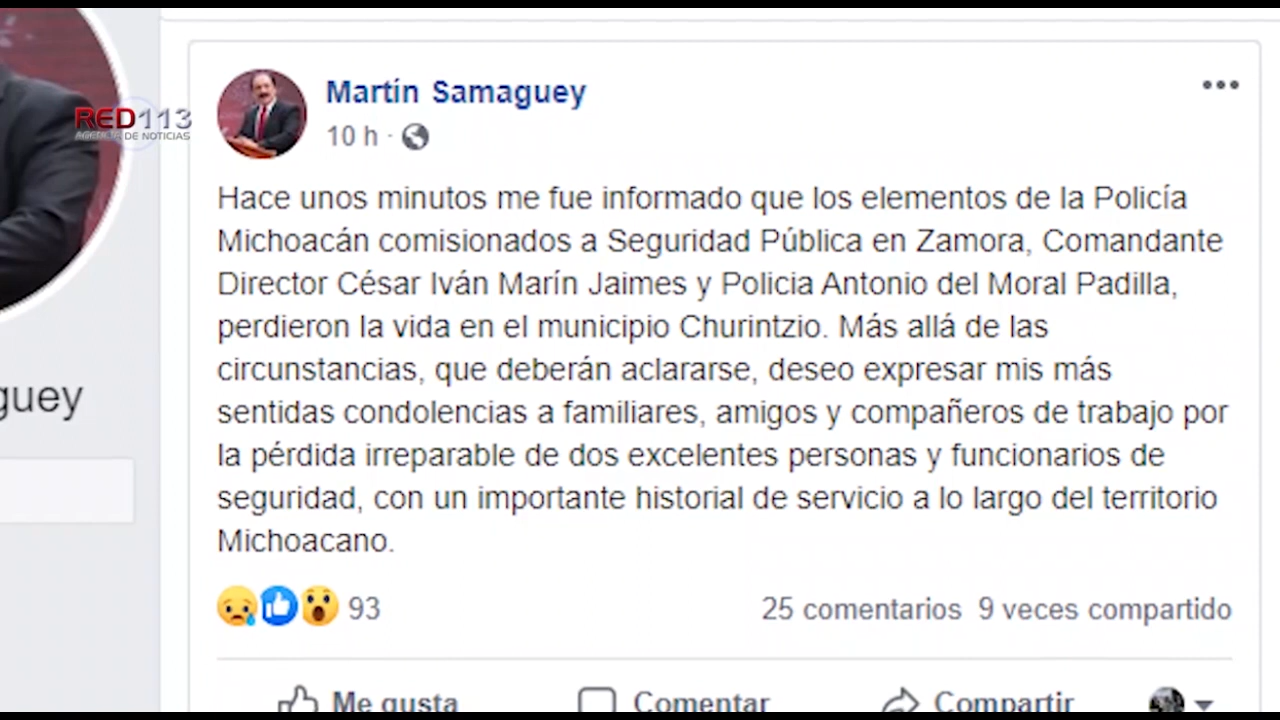 Martín Samaguey
10 h ·
RED113
AGENCIA DE NOTICIAS
Hace unos minutos me fue informado que los elementos de la Policía
Michoacán comisionados a Seguridad Pública en Zamora, Comandante
Director César Iván Marín Jaimes y Policia Antonio del Moral Padilla,
perdieron la vida en el municipio Churintzio. Más allá de las
circunstancias, que deberán aclararse, deseo expresar mis más
sentidas condolencias a familiares, amigos y compañeros de trabajo por
la pérdida irreparable de dos excelentes personas y funcionarios de
seguridad, con un importante historial de servicio a lo largo del territorio
Michoacano.
guey
93
25 comentarios 9 veces compartido
Me gusta Comentar Compartir